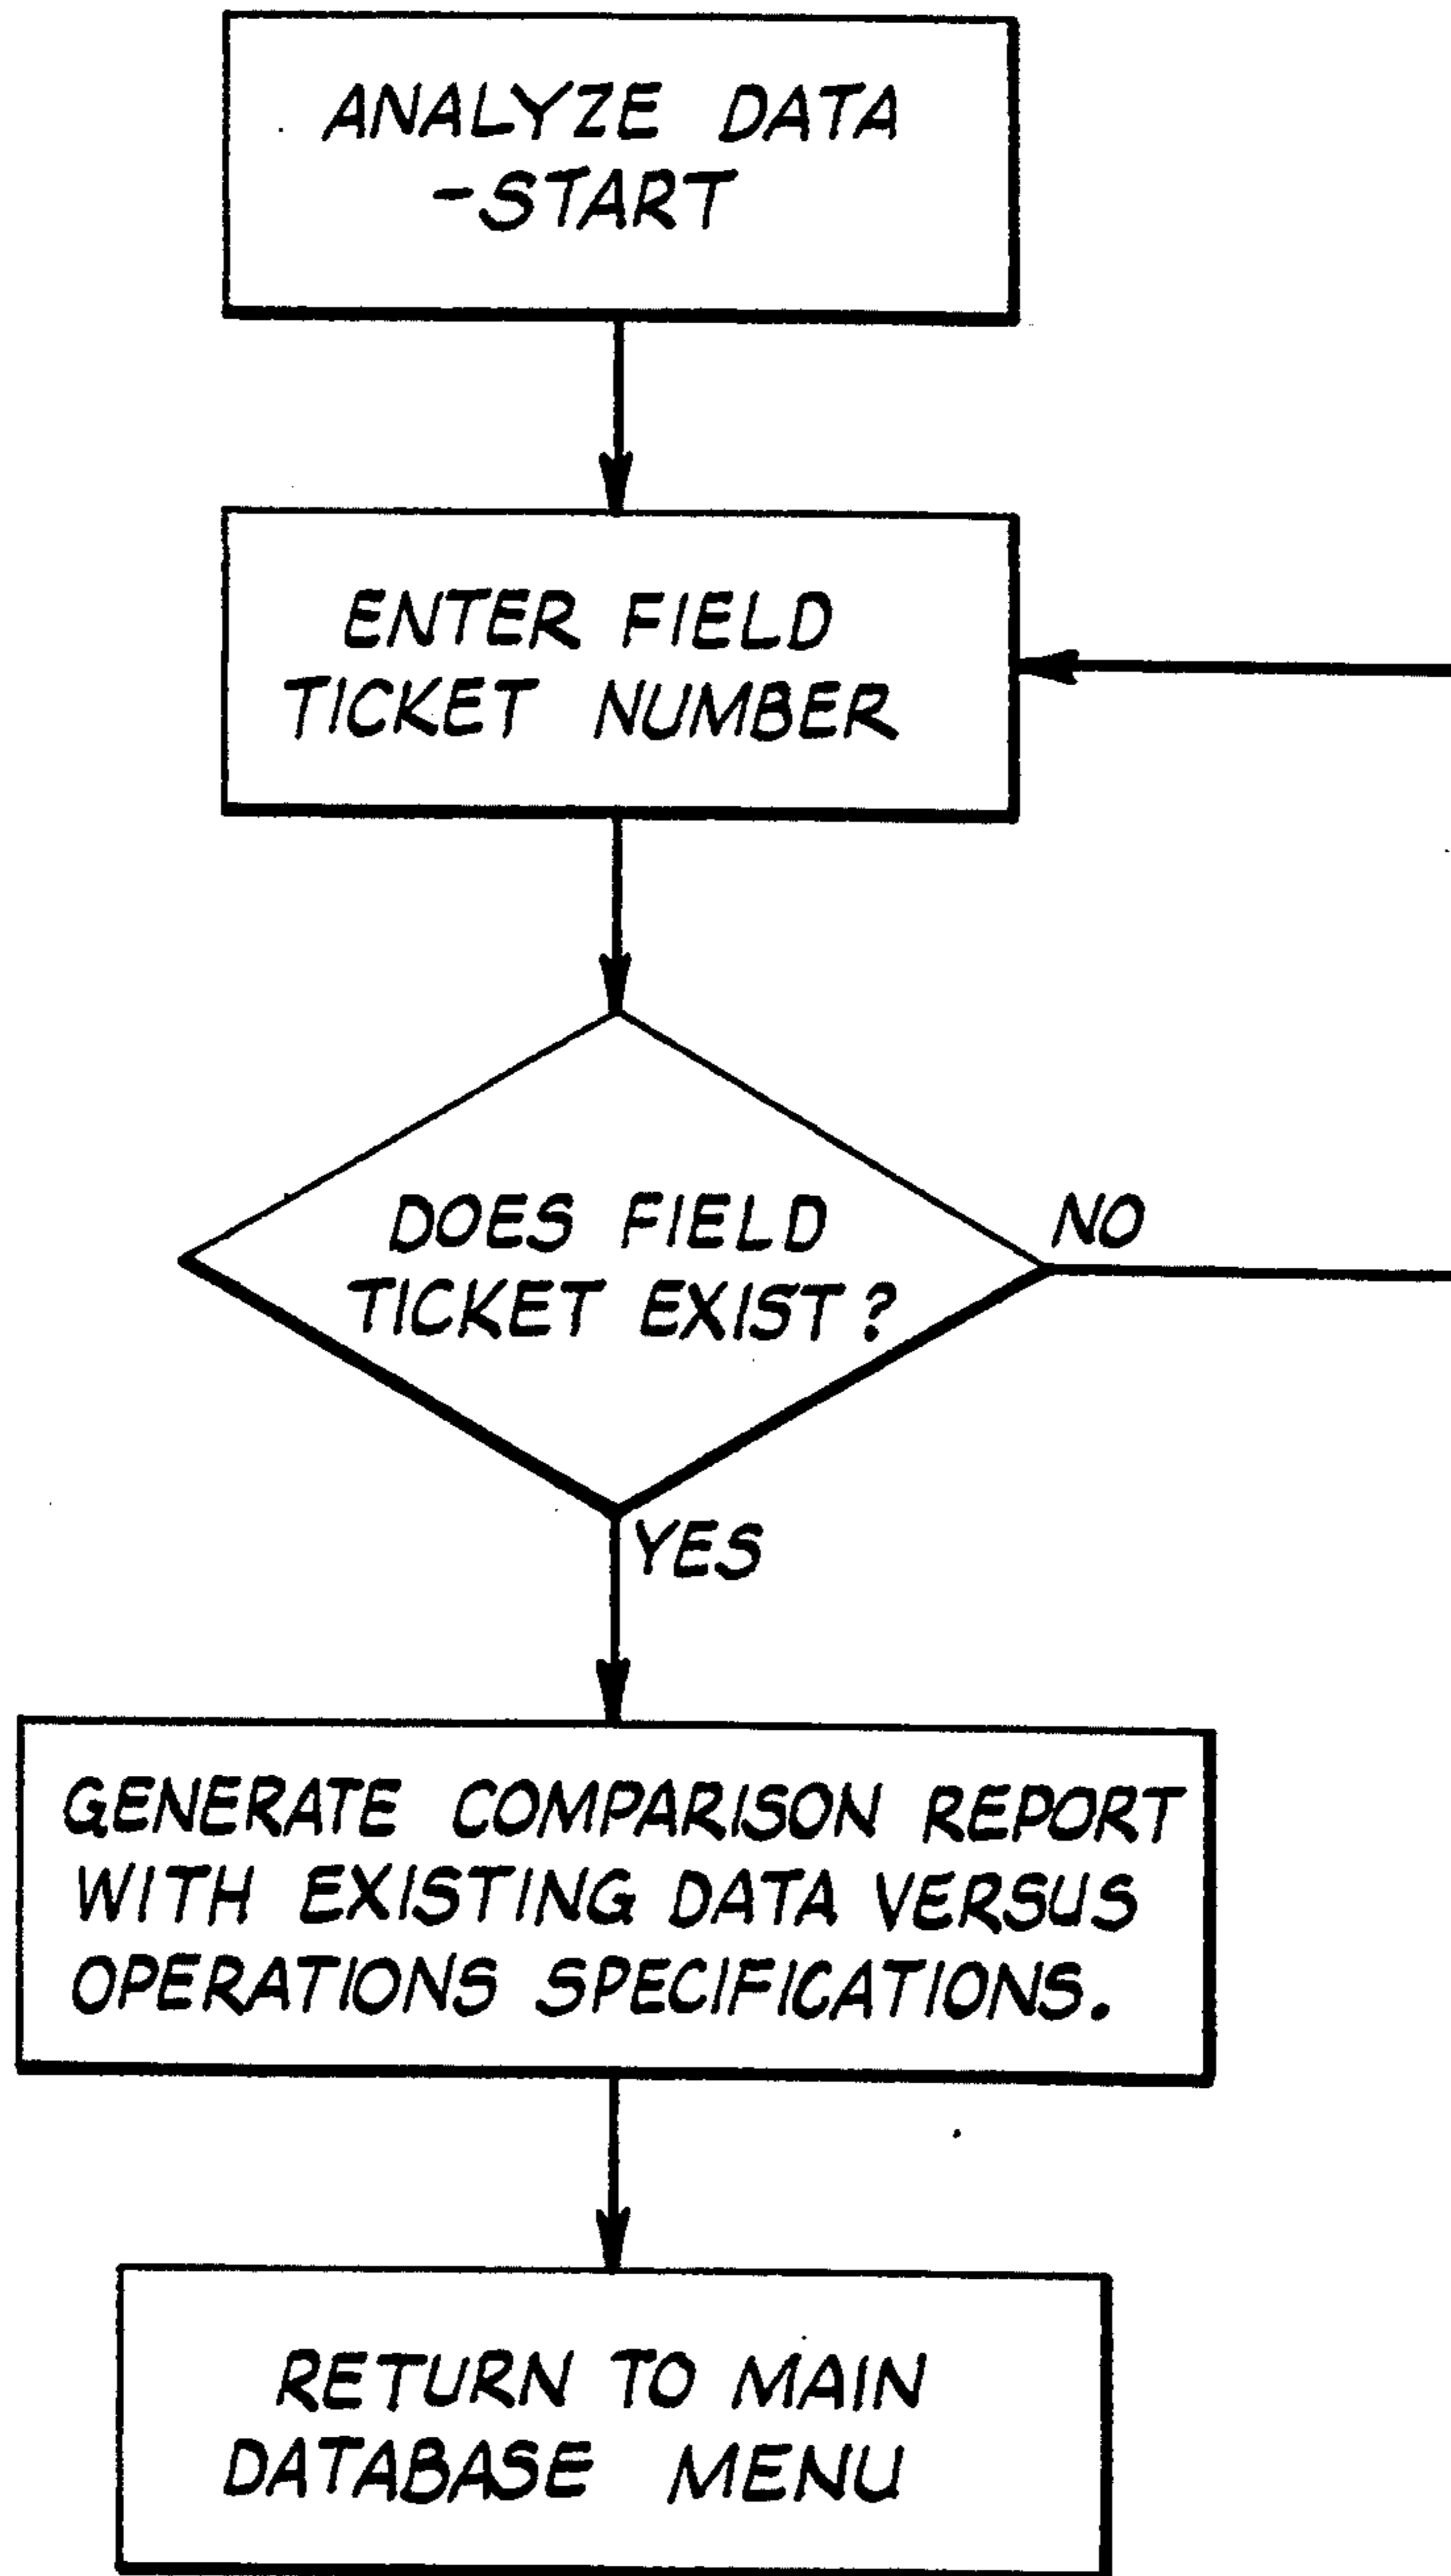 ANALYZE DATA
-START
ENTER FIELD
TICKET NUMBER
DOES FIELD
TICKET EXIST?
NO
YES
GENERATE COMPARISON REPORT
WITH EXISTING DATA VERSUS
OPERATIONS SPECIFICATIONS.
RETURN TO MAIN
DATABASE MENU